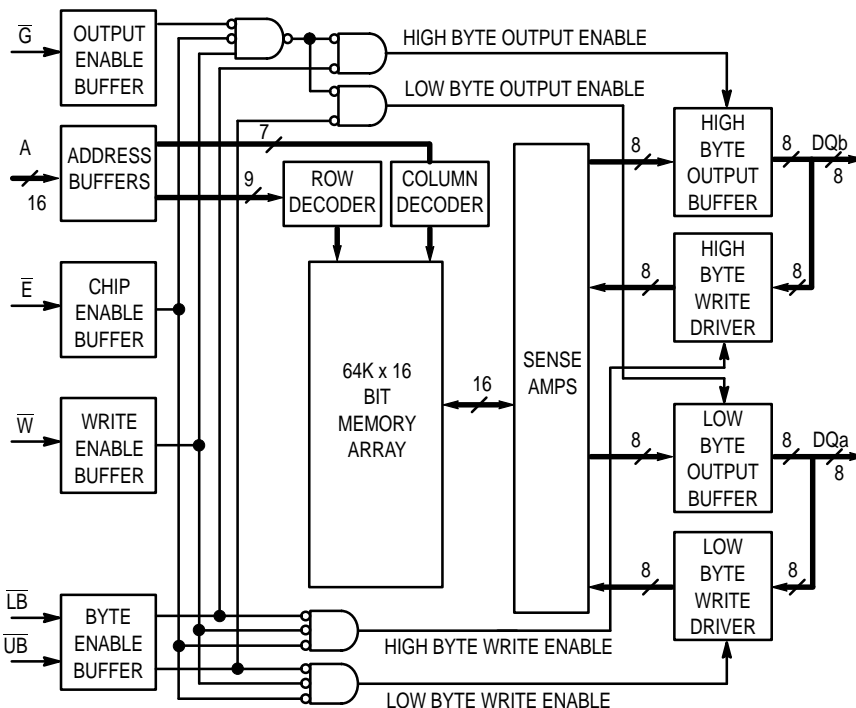 G̅
OUTPUT
ENABLE
BUFFER
HIGH BYTE OUTPUT ENABLE
LOW BYTE OUTPUT ENABLE
A
16
ADDRESS
BUFFERS
7
9
ROW
DECODER
COLUMN
DECODER
8
HIGH
BYTE
OUTPUT
BUFFER
8
DQb
8
E̅
CHIP
ENABLE
BUFFER
8
HIGH
BYTE
WRITE
DRIVER
8
64K x 16
BIT
MEMORY
ARRAY
16
SENSE
AMPS
W̅
WRITE
ENABLE
BUFFER
8
LOW
BYTE
OUTPUT
BUFFER
8
DQa
8
8
LOW
BYTE
WRITE
DRIVER
8
L̅B̅
U̅B̅
BYTE
ENABLE
BUFFER
HIGH BYTE WRITE ENABLE
LOW BYTE WRITE ENABLE